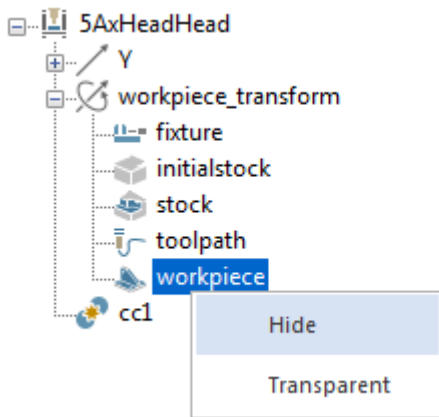 5AxHeadHead
Y
workpiece_transform
fixture
initialstock
stock
toolpath
workpiece
cc1
Hide
Transparent